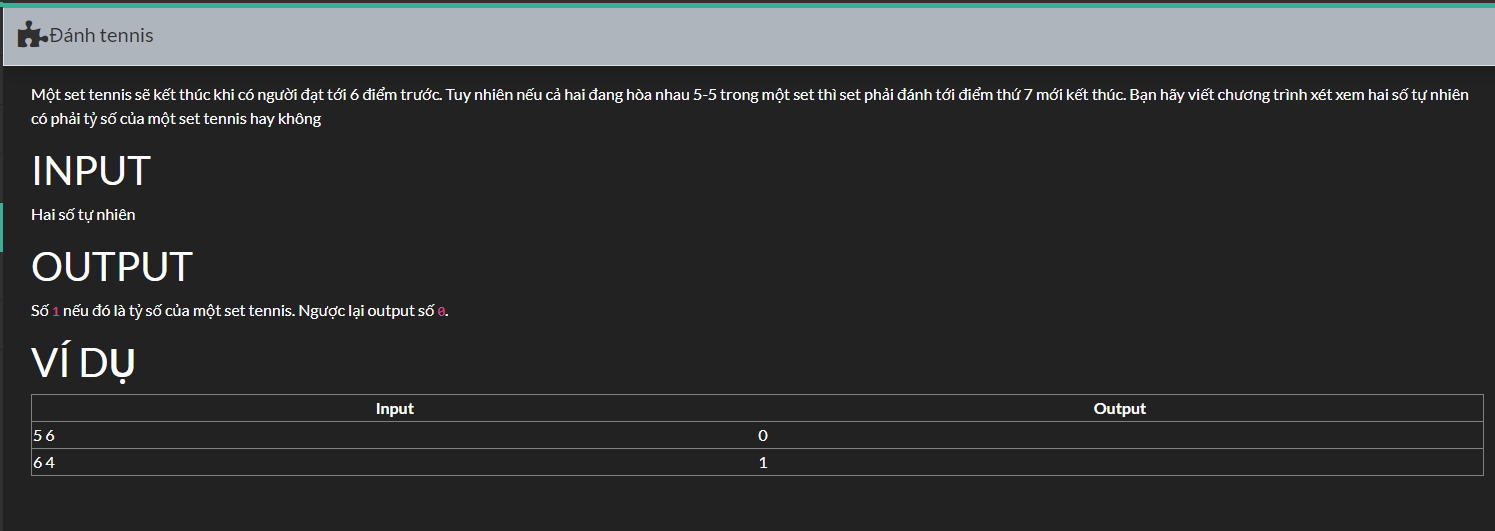 Đánh tennis
Một set tennis sẽ kết thúc khi có người đạt tới 6 điểm trước. Tuy nhiên nếu cả hai đang hòa nhau 5-5 trong một set thì set phải đánh tới điểm thứ 7 mới kết thúc. Bạn hãy viết chương trình xét xem hai số tự nhiên
có phải tỷ số của một set tennis hay không
INPUT
Hai số tự nhiên
OUTPUT
Số 1 nếu đó là tỷ số của một set tennis. Ngược lại output số 0.
VÍ DỤ
Input Output
5 6 0
6 4 1